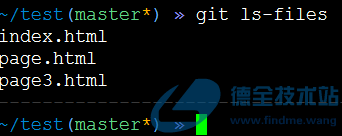 ~/test(master*) » git ls-files
index.html
page.html
page3.html
~/test(master*) »
德全技术站
www.findme.wang